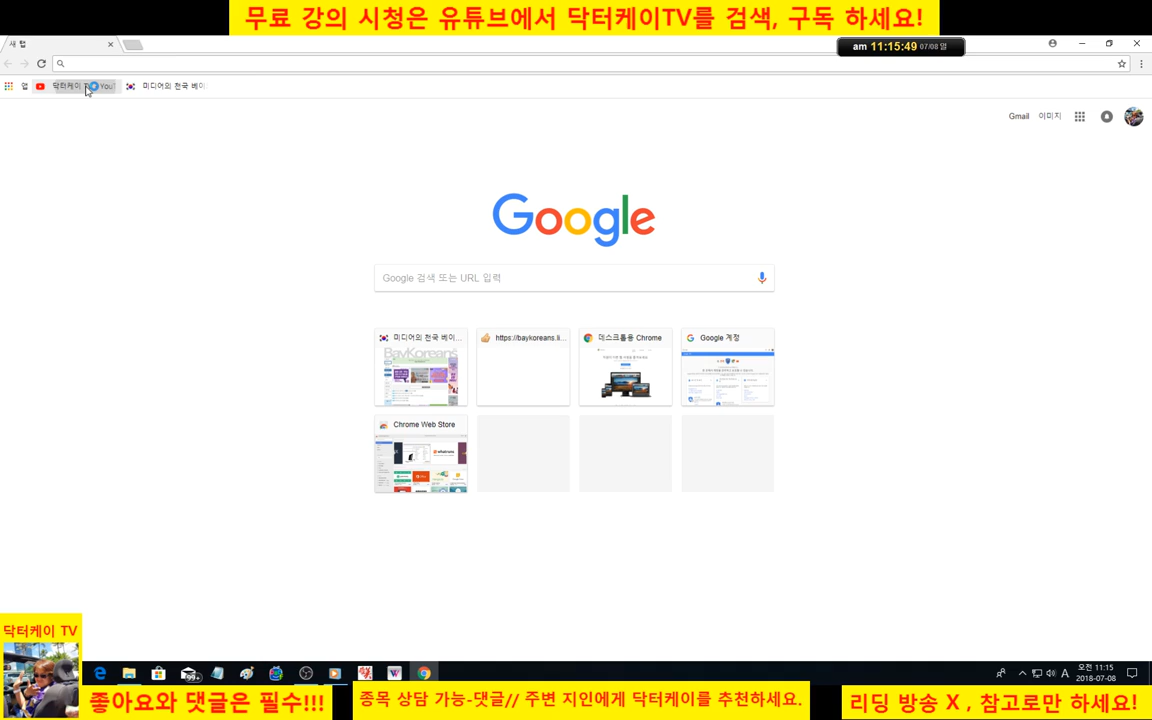 무료 강의 시청은 유튜브에서 닥터케이TV를 검색, 구독 하세요!
새 탭
am 11:15:49 07/08 일
앱
닥터케이
You
미디어의 천국 베이
Gmail 이미지
Google
Google 검색 또는 URL 입력
미디어의 천국 베이...
https://baykoreans.li...
데스크톱용 Chrome
Google 계정
BayKoreans
Chrome Web Store
닥터케이 TV
99+
A
오전 11:15
2018-07-08
좋아요와 댓글은 필수!!!
종목 상담 가능-댓글// 주변 지인에게 닥터케이를 추천하세요.
리딩 방송 X , 참고로만 하세요!